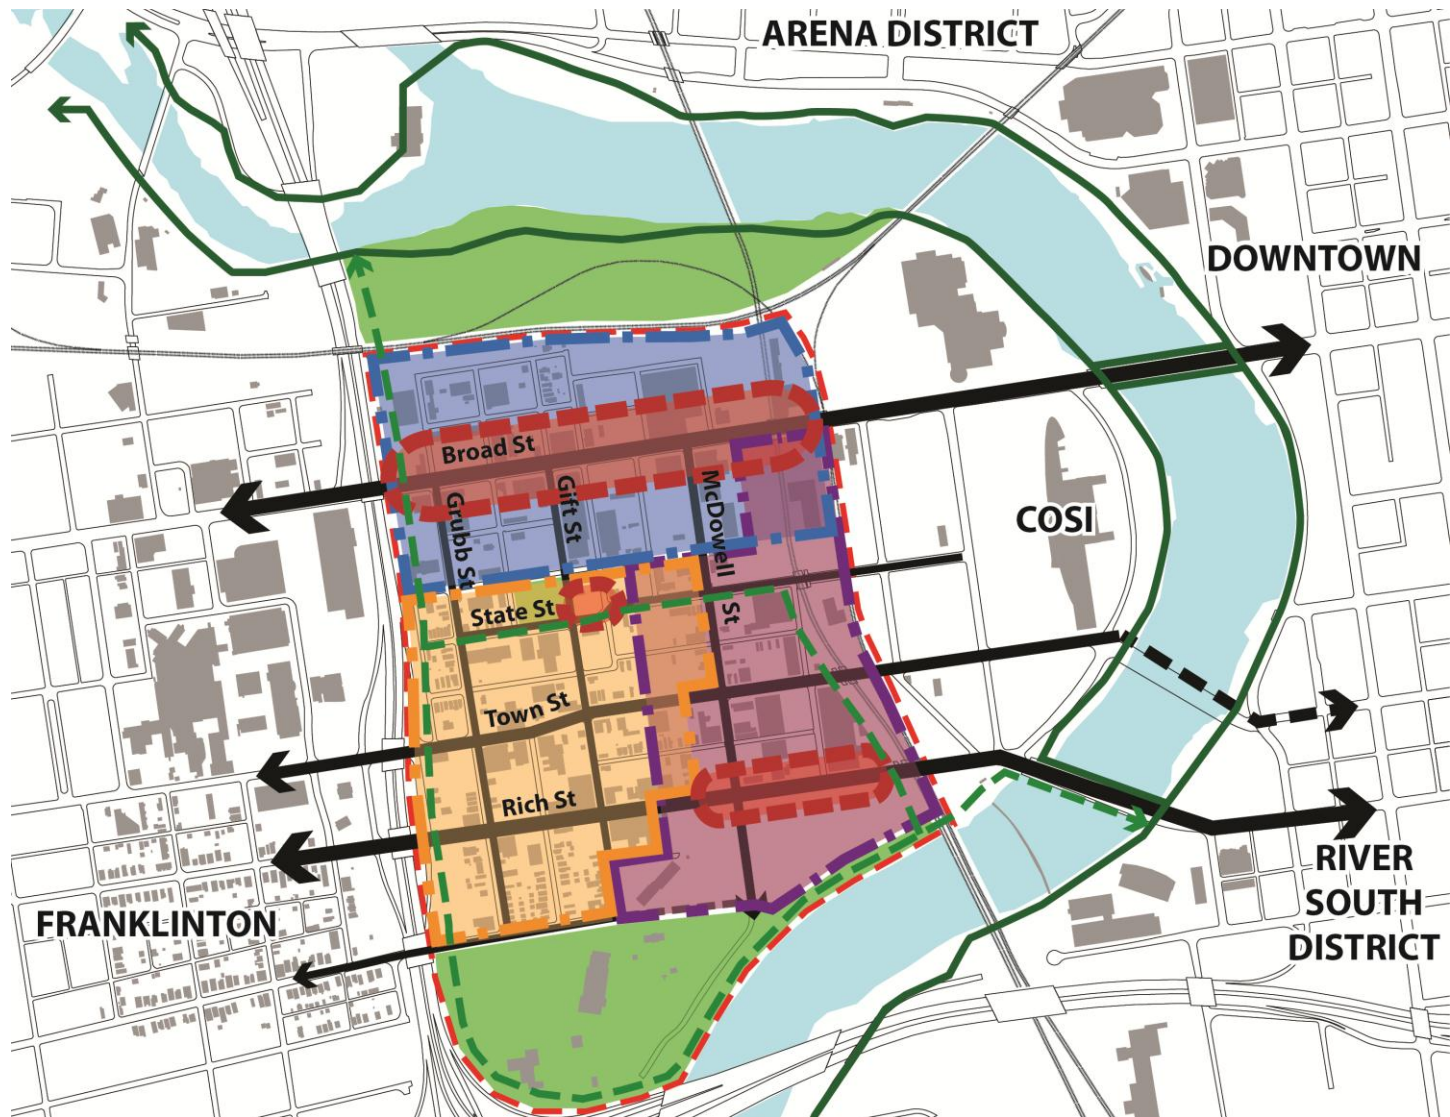 ARENA DISTRICT
DOWNTOWN
Broad St
Grubb St
Gift St
McDowell St
COSI
State St
Town St
Rich St
FRANKLINTON
RIVER
SOUTH
DISTRICT